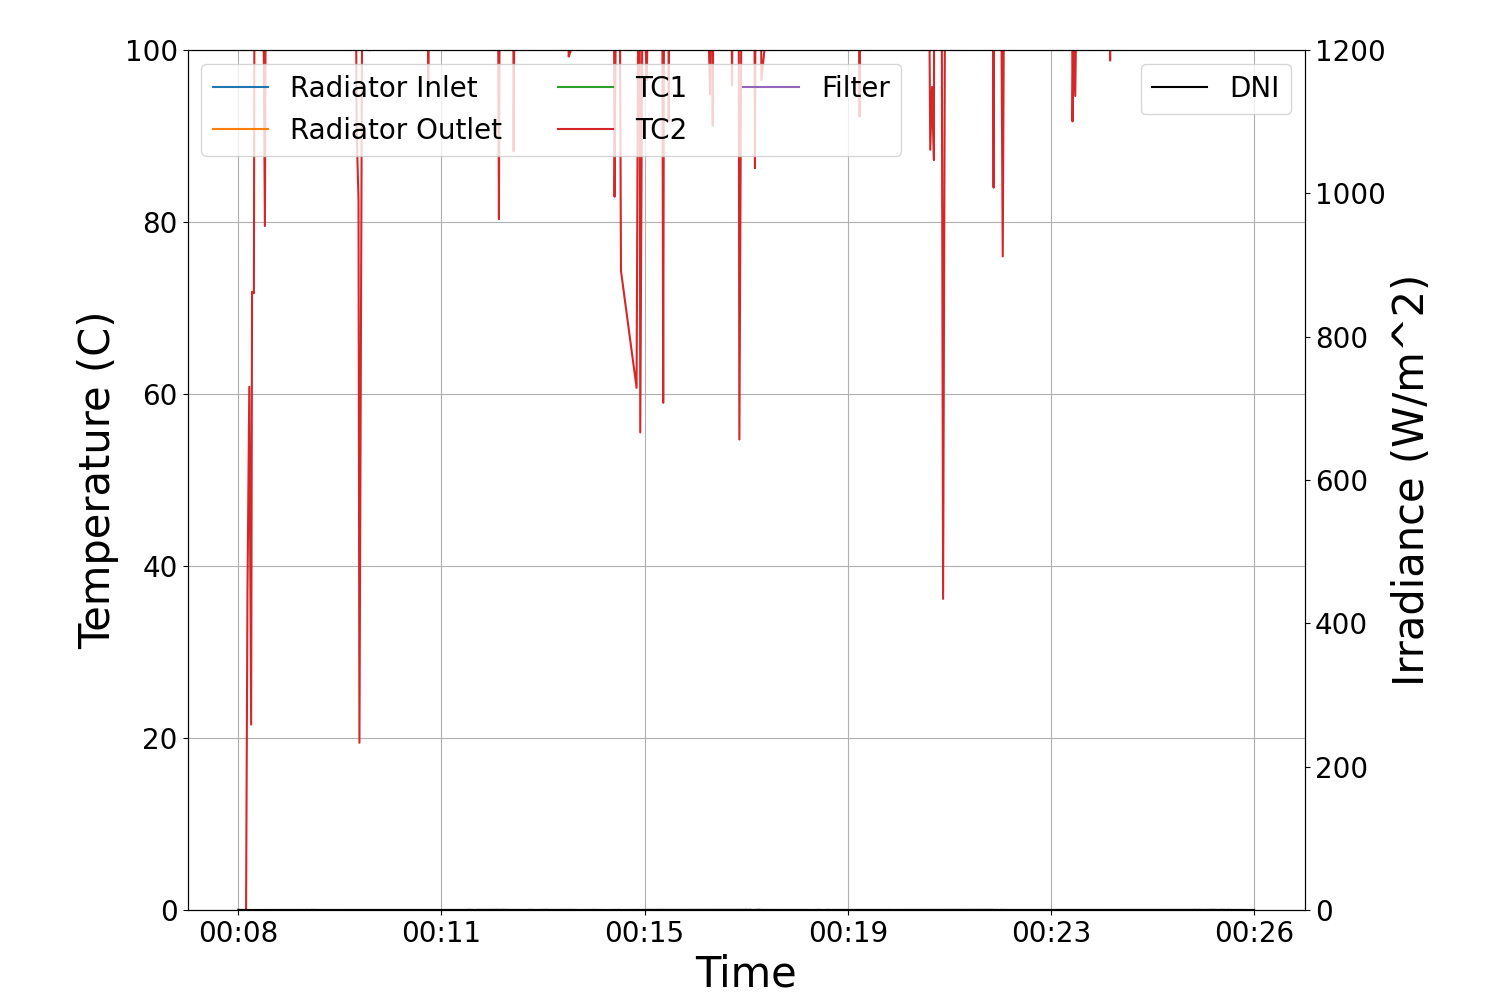 100
80
60
40
20
0
Temperature (C)
Radiator Inlet
Radiator Outlet
TC1
TC2
Filter
DNI
1200
1000
800
600
400
200
0
Irradiance (W/m^2)
00:08 00:11 00:15 00:19 00:23 00:26
Time